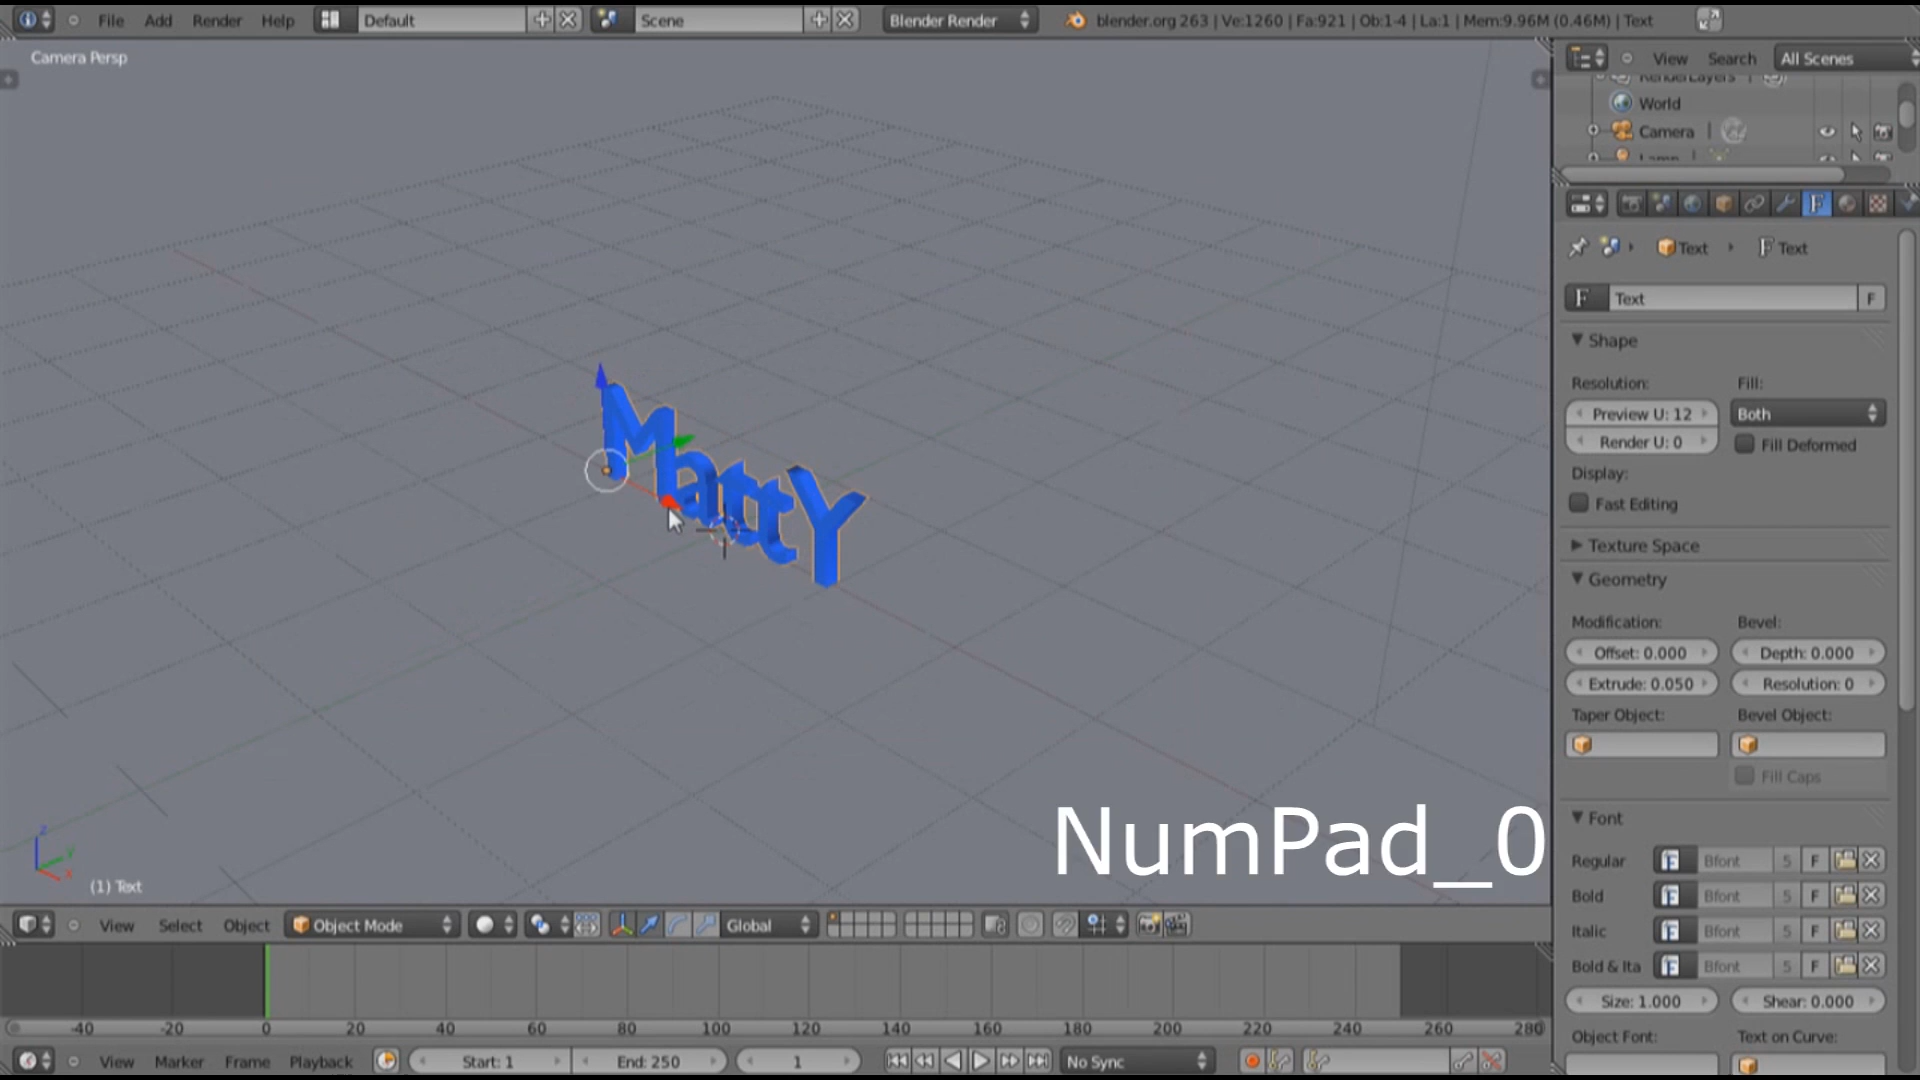 File Add Render Help Default Scene Blender Render blender.org 263 | Ve:1260 | Fa:921 | Ob:1-4 | La:1 | Mem:9.96M (0.46M) | Text
Camera Persp
View Search All Scenes
RenderLayers
World
Camera
Lamp
Text Text
F Text F
Shape
Resolution: Fill:
Preview U: 12 Both
Render U: 0 Fill Deformed
Display:
Fast Editing
Texture Space
Geometry
Modification: Bevel:
Offset: 0.000 Depth: 0.000
Extrude: 0.050 Resolution: 0
Taper Object: Bevel Object:
Fill Caps
Font
Regular F Bfont 5 F
Bold F Bfont 5 F
Italic F Bfont 5 F
Bold & Ita F Bfont 5 F
Size: 1.000 Shear: 0.000
Object Font: Text on Curve:
MattY
NumPad_0
z
y
x
(1) Text
View Select Object Object Mode Global
-40 -20 0 20 40 60 80 100 120 140 160 180 200 220 240 260 280
View Marker Frame Playback Start: 1 End: 250 1 No Sync